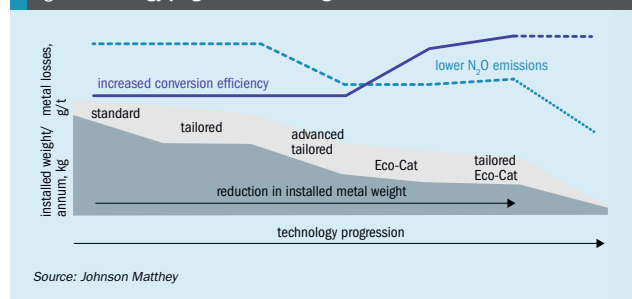 lower N2O emissions
increased conversion efficiency
metal losses,
g/t
standard
tailored
advanced
tailored
Eco-Cat
tailored
Eco-Cat
installed weight/
annum, kg
reduction in installed metal weight
technology progression
Source: Johnson Matthey